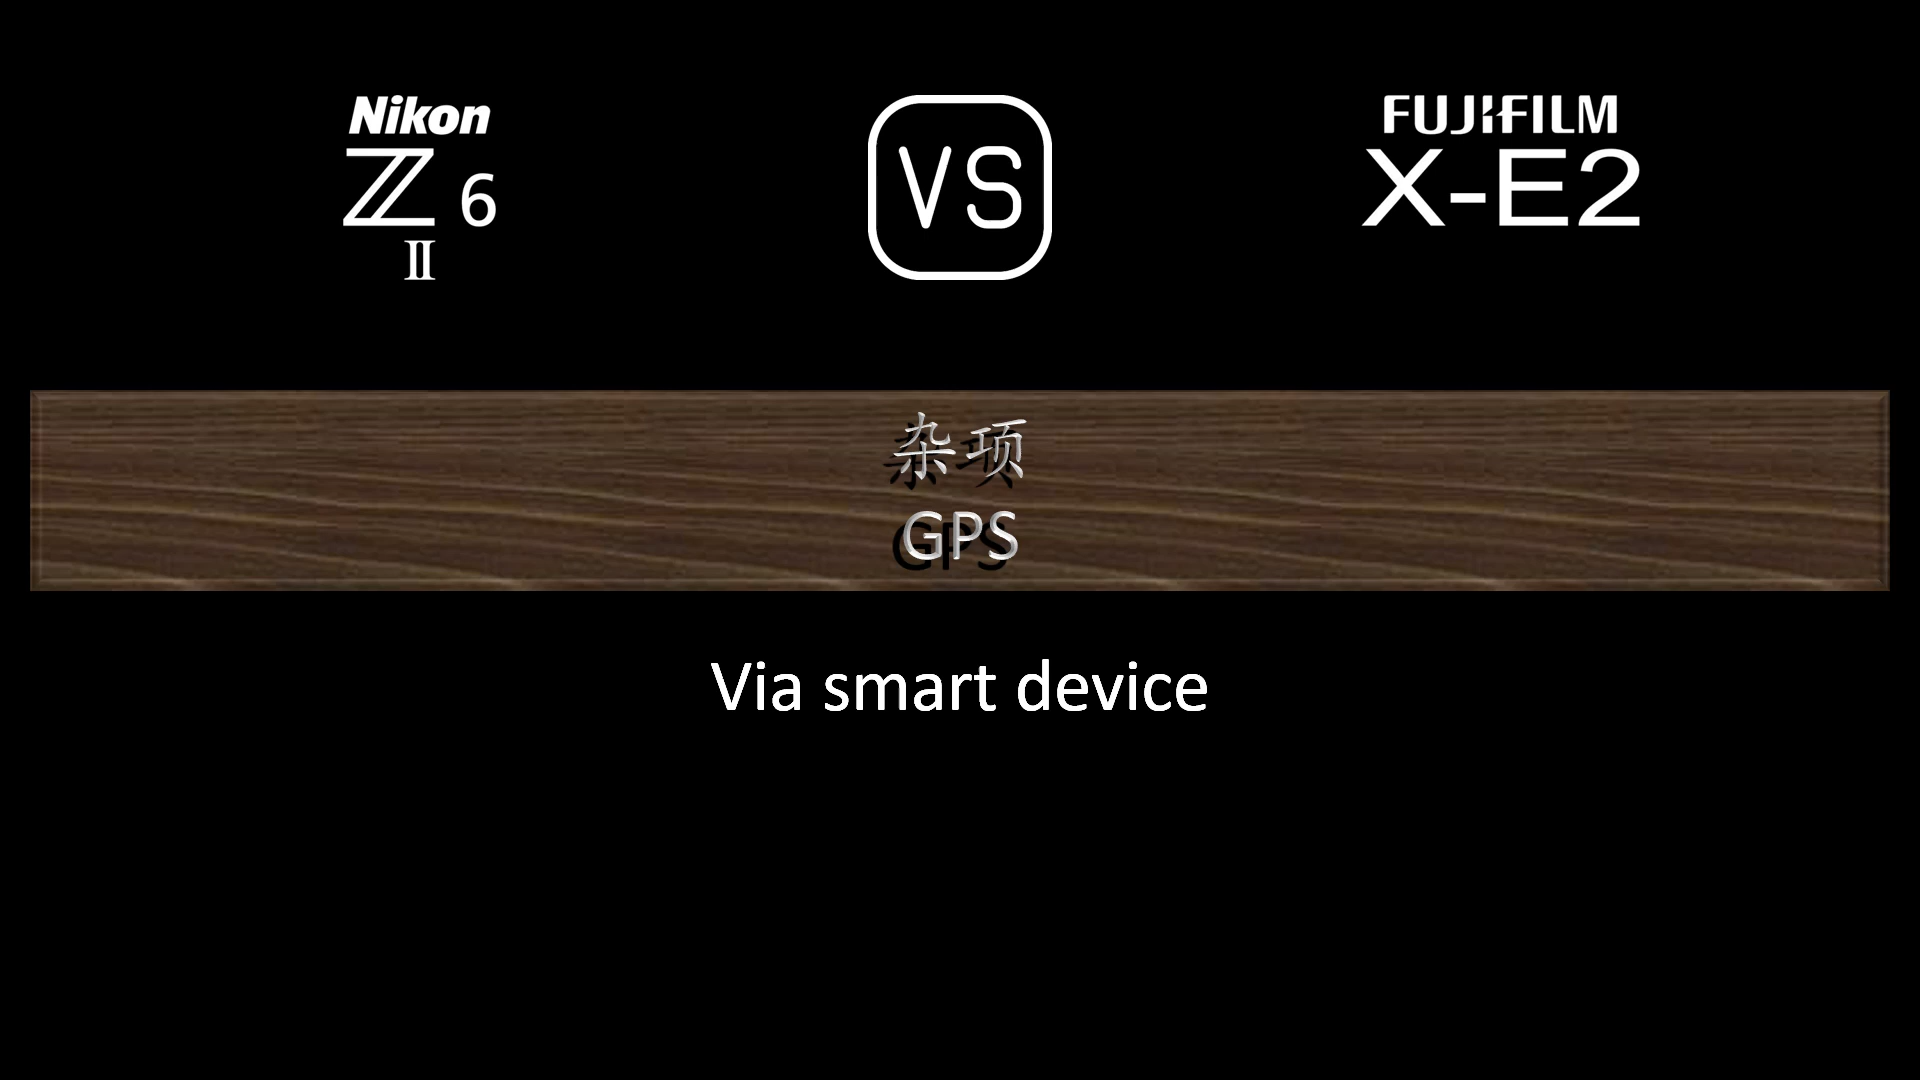 Nikon
Z 6
II
VS
FUJIFILM
X-E2
杂项
GPS
Via smart device